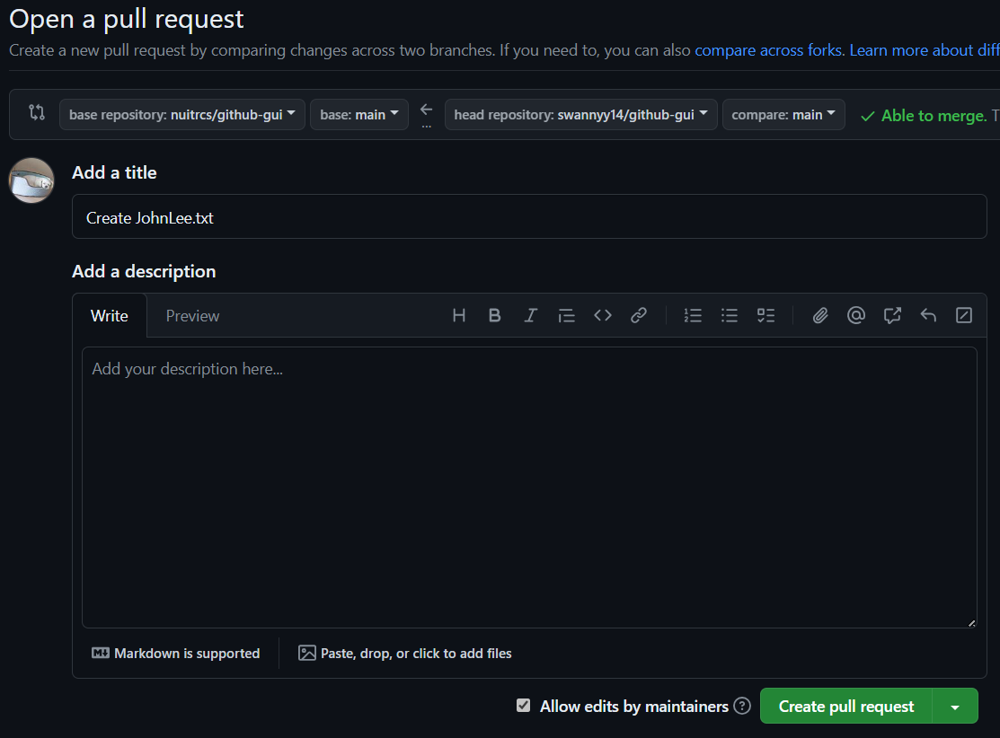 Open a pull request
Create a new pull request by comparing changes across two branches. If you need to, you can also compare across forks. Learn more about diff
base repository: nuitrcs/github-gui base: main ... head repository: swannyy14/github-gui compare: main Able to merge. T
Add a title
Create JohnLee.txt
Add a description
Write Preview
Add your description here...
Markdown is supported Paste, drop, or click to add files
Allow edits by maintainers Create pull request